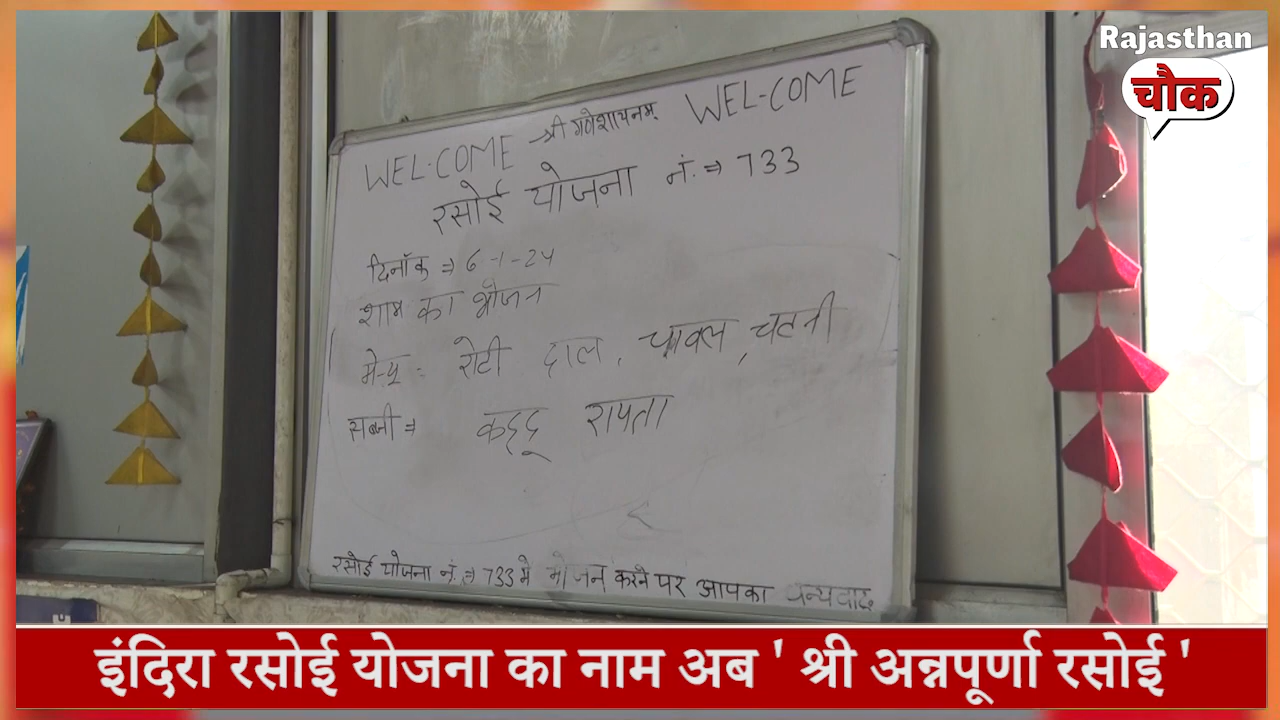 Rajasthan
चौक
WEL-COME श्री गणेशायनम् WEL-COME
रसोई योजना नं. ⇒ 733
दिनाँक ⇒ 6-1-24
शाम का भोजन
मेन्यू : रोटी दाल, चावल, चटनी
सब्जी ⇒ कद्दू रायता
रसोई योजना नं. ⇒ 733 मे भोजन करने पर आपका धन्यवाद
इंदिरा रसोई योजना का नाम अब ' श्री अन्नपूर्णा रसोई '